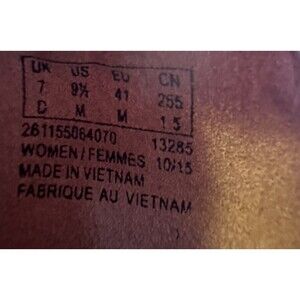 UK US EU CN
7 9½ 41 255
D M M 1.5
261155064070 13285
WOMEN/FEMMES 10/15
MADE IN VIETNAM
FABRIQUE AU VIETNAM